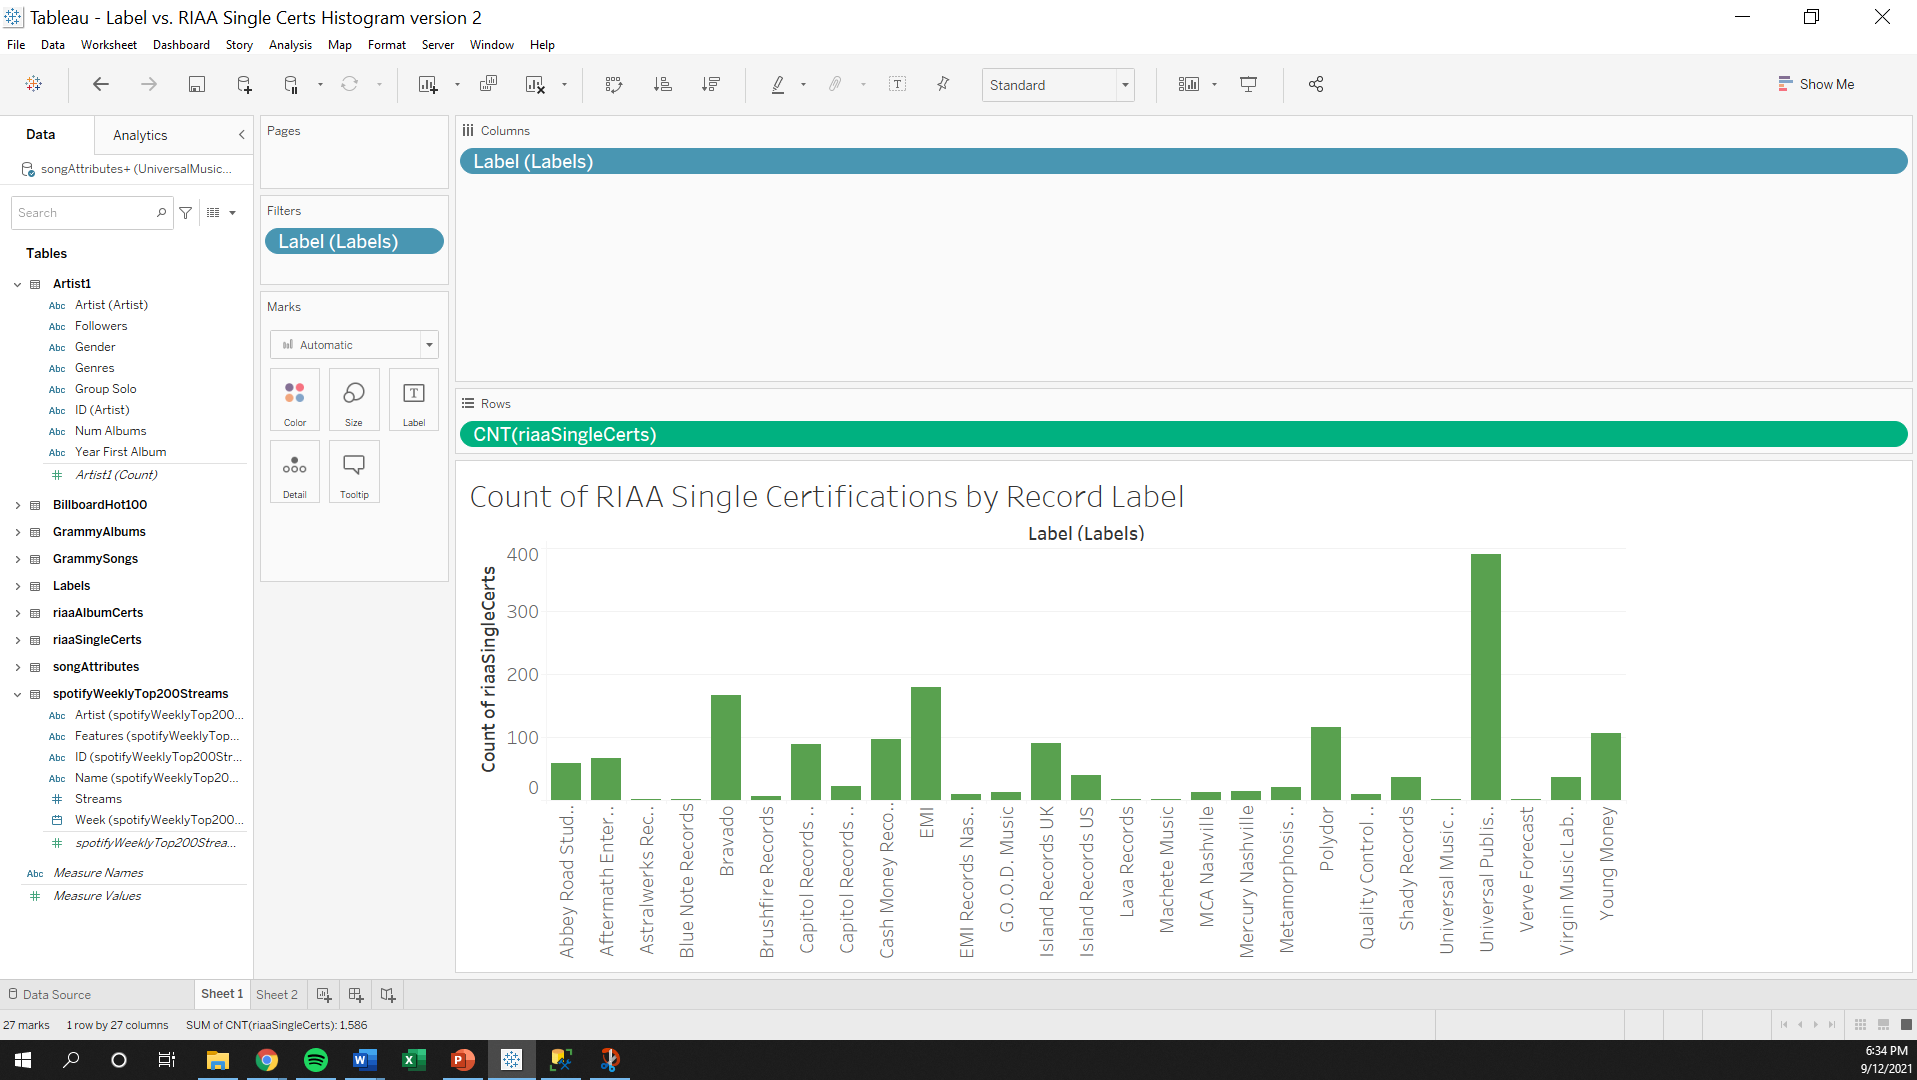 Tableau - Label vs. RIAA Single Certs Histogram version 2
File Data Worksheet Dashboard Story Analysis Map Format Server Window Help
Standard
Show Me
Data Analytics
songAttributes+ (UniversalMusic...
Search
Tables
Artist1
Abc Artist (Artist)
Abc Followers
Abc Gender
Abc Genres
Abc Group Solo
Abc ID (Artist)
Abc Num Albums
Abc Year First Album
# Artist1 (Count)
BillboardHot100
GrammyAlbums
GrammySongs
Labels
riaaAlbumCerts
riaaSingleCerts
songAttributes
spotifyWeeklyTop200Streams
Abc Artist (spotifyWeeklyTop200...
Abc Features (spotifyWeeklyTop...
Abc ID (spotifyWeeklyTop200Str...
Abc Name (spotifyWeeklyTop20...
# Streams
Week (spotifyWeeklyTop200...
# spotifyWeeklyTop200Strea...
Abc Measure Names
# Measure Values
Pages
Filters
Label (Labels)
Marks
Automatic
Color Size Label
Detail Tooltip
Columns
Label (Labels)
Rows
CNT(riaaSingleCerts)
Count of RIAA Single Certifications by Record Label
Label (Labels)
Count of riaaSingleCerts
400
300
200
100
0
Abbey Road Stud..
Aftermath Enter..
Astralwerks Rec..
Blue Note Records
Bravado
Brushfire Records
Capitol Records ..
Capitol Records ..
Cash Money Reco..
EMI
EMI Records Nas..
G.O.O.D. Music
Island Records UK
Island Records US
Lava Records
Machete Music
MCA Nashville
Mercury Nashville
Metamorphosis ..
Polydor
Quality Control ..
Shady Records
Universal Music ..
Universal Publis..
Verve Forecast
Virgin Music Lab..
Young Money
Data Source Sheet 1 Sheet 2
27 marks 1 row by 27 columns SUM of CNT(riaaSingleCerts): 1,586
6:34 PM
9/12/2021